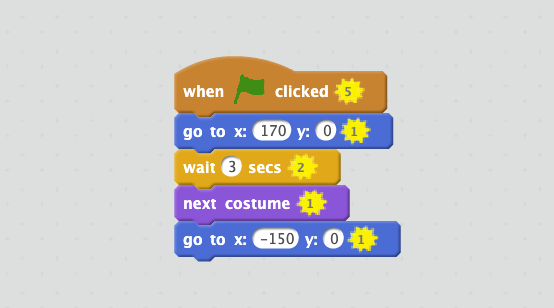 when clicked 5
go to x: 170 y: 0 1
wait 3 secs 2
next costume 1
go to x: -150 y: 0 1